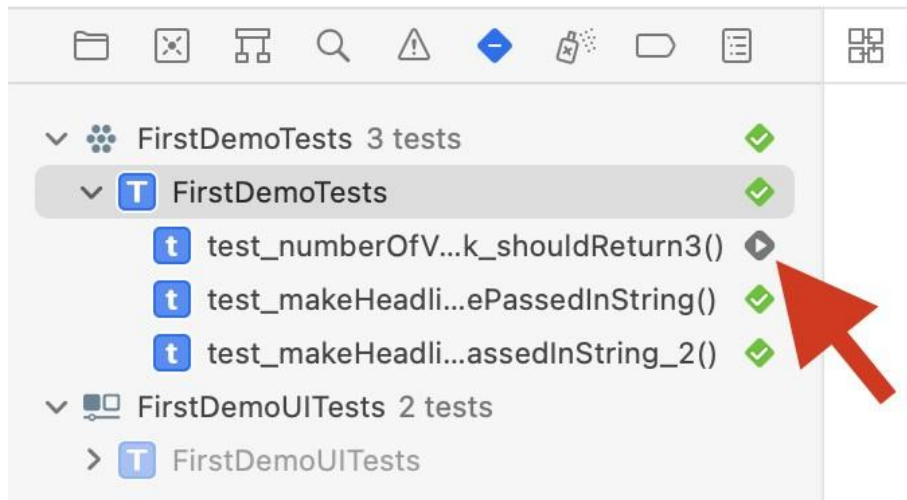 FirstDemoTests 3 tests
T FirstDemoTests
t test_numberOfV...k_shouldReturn3()
t test_makeHeadli...ePassedInString()
t test_makeHeadli...assedInString_2()
FirstDemoUITests 2 tests
T FirstDemoUITests